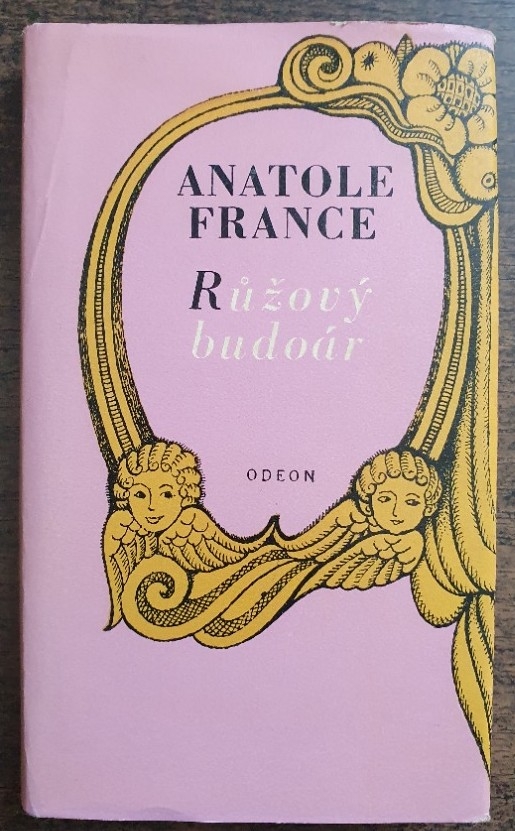 ANATOLE
FRANCE
Růžový
budoár
ODEON